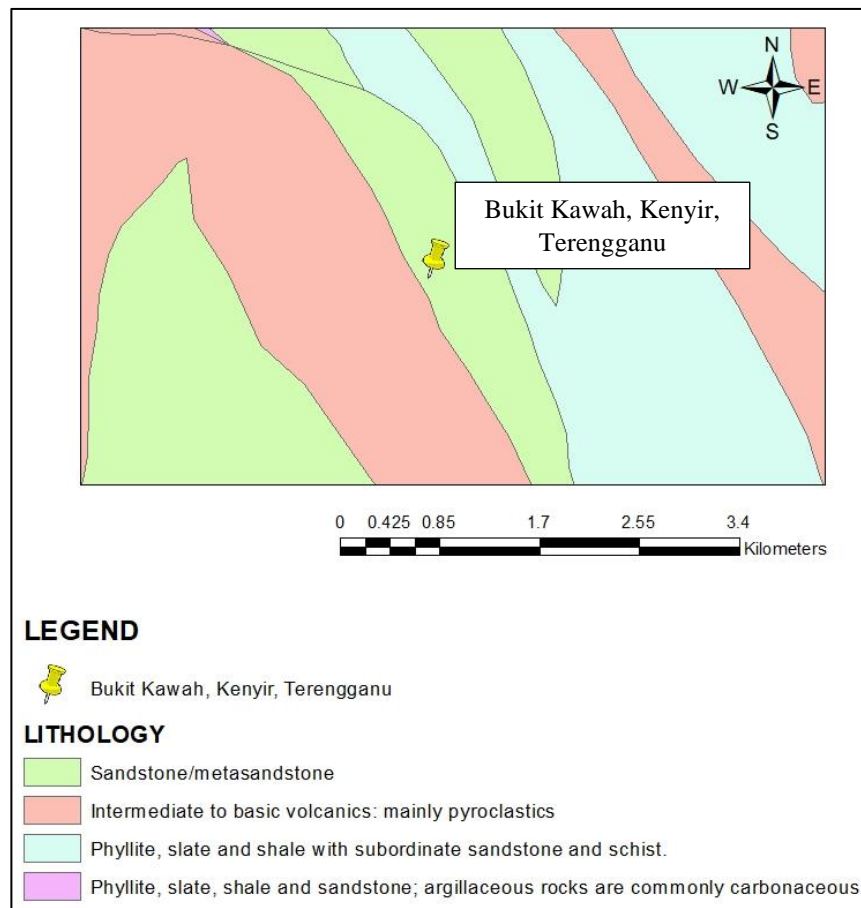 N
W E
S
Bukit Kawah, Kenyir,
Terengganu
0 0.425 0.85 1.7 2.55 3.4
Kilometers
LEGEND
Bukit Kawah, Kenyir, Terengganu
LITHOLOGY
Sandstone/metasandstone
Intermediate to basic volcanics: mainly pyroclastics
Phyllite, slate and shale with subordinate sandstone and schist.
Phyllite, slate, shale and sandstone; argillaceous rocks are commonly carbonaceous